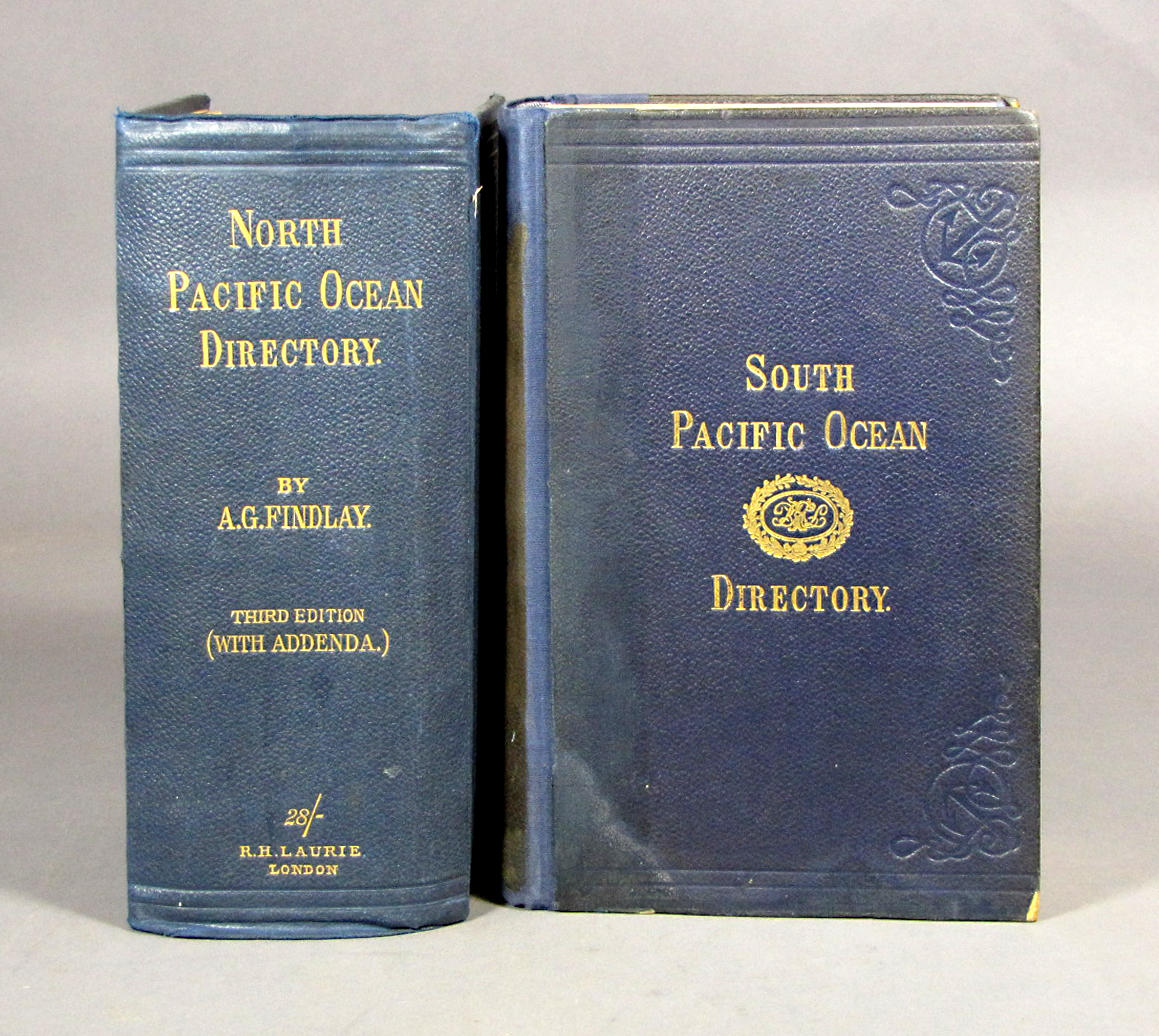 NORTH
PACIFIC OCEAN
DIRECTORY.
BY
A.G.FINDLAY.
THIRD EDITION
(WITH ADDENDA.)
28/-
R.H.LAURIE
LONDON
SOUTH
PACIFIC OCEAN
DIRECTORY.